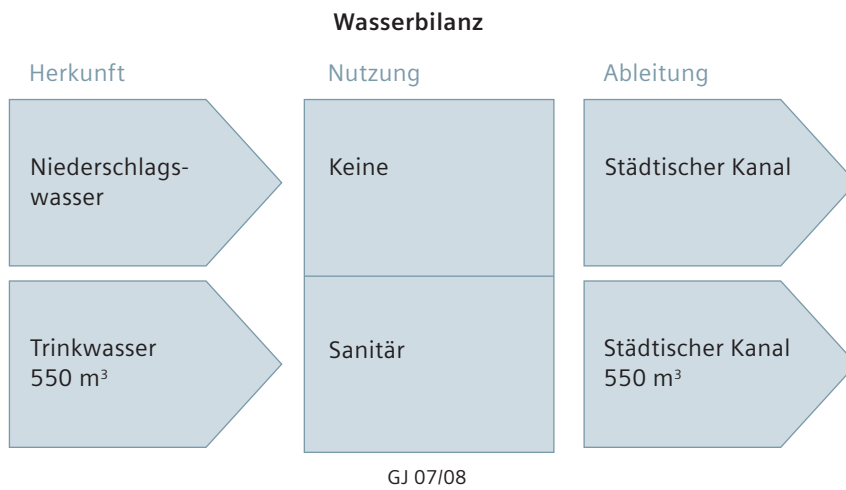 Wasserbilanz
Herkunft
Nutzung
Ableitung
Niederschlags-
wasser
Keine
Städtischer Kanal
Trinkwasser
550 m³
Sanitär
Städtischer Kanal
550 m³
GJ 07/08